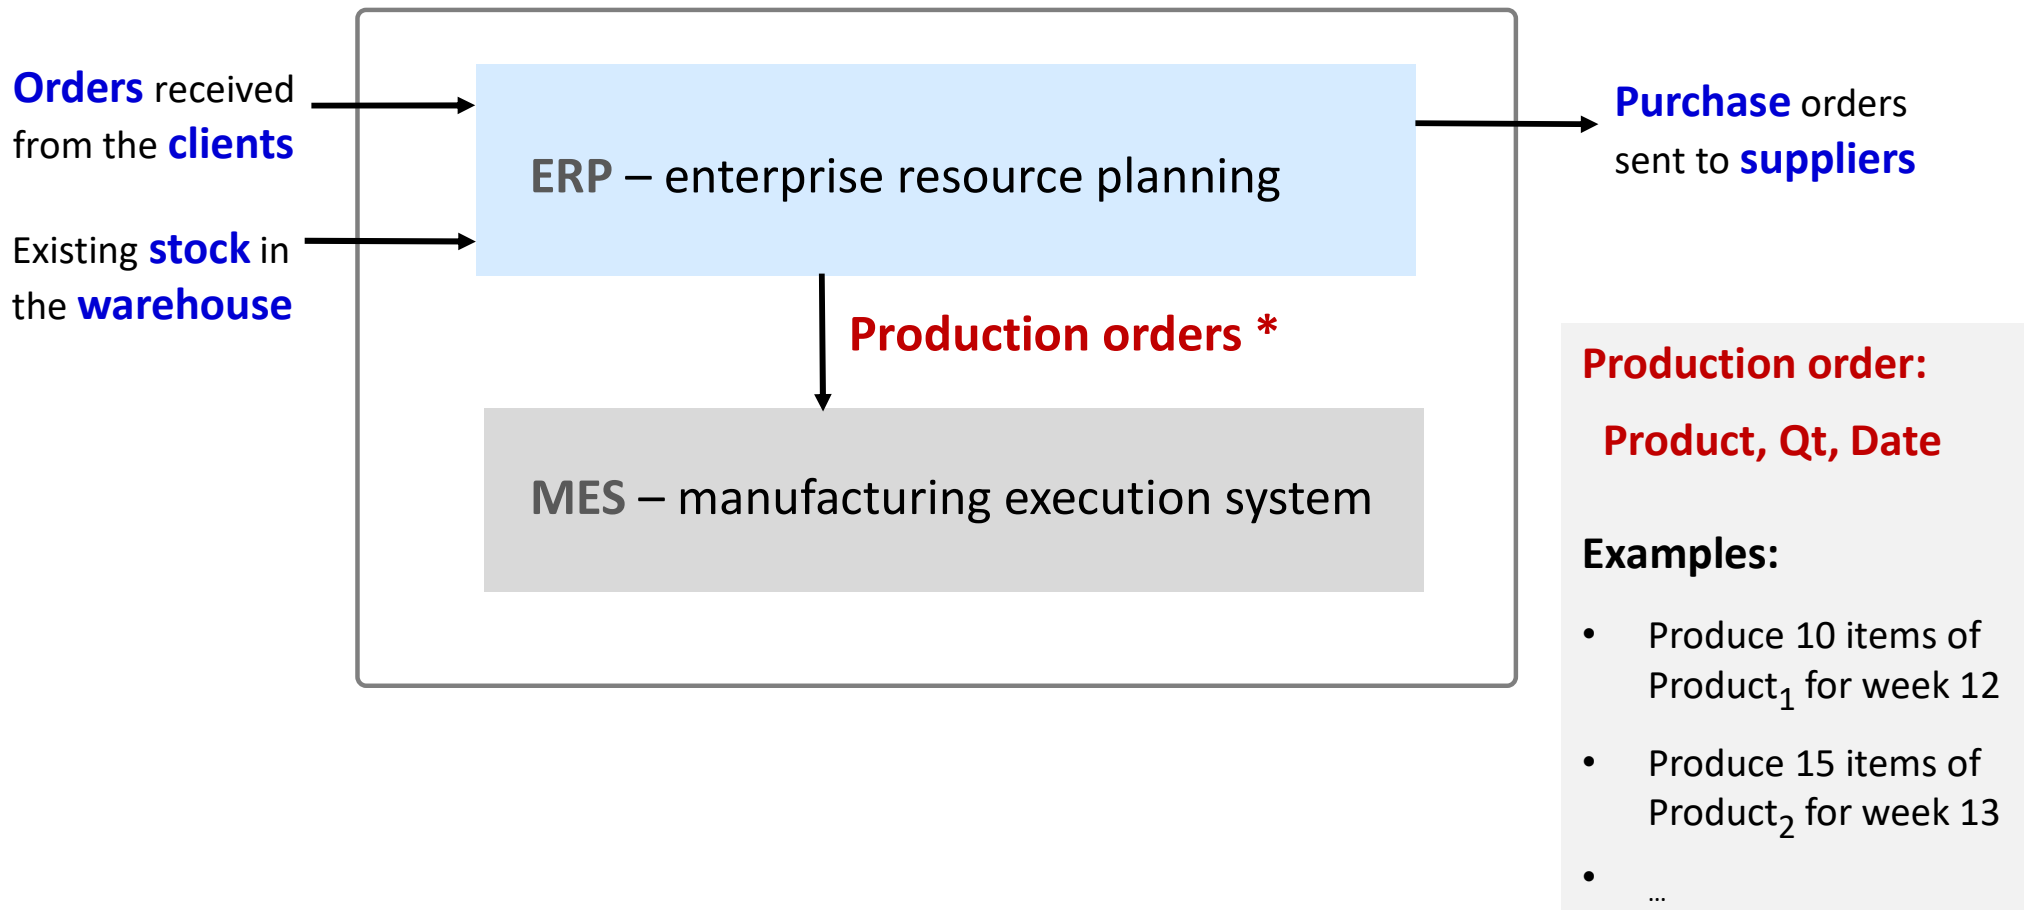 Orders received
from the clients
Existing stock in
the warehouse
ERP – enterprise resource planning
Purchase orders
sent to suppliers
Production orders *
MES – manufacturing execution system
Production order:
Product, Qt, Date
Examples:
• Produce 10 items of
Product₁ for week 12
• Produce 15 items of
Product₂ for week 13
• ...